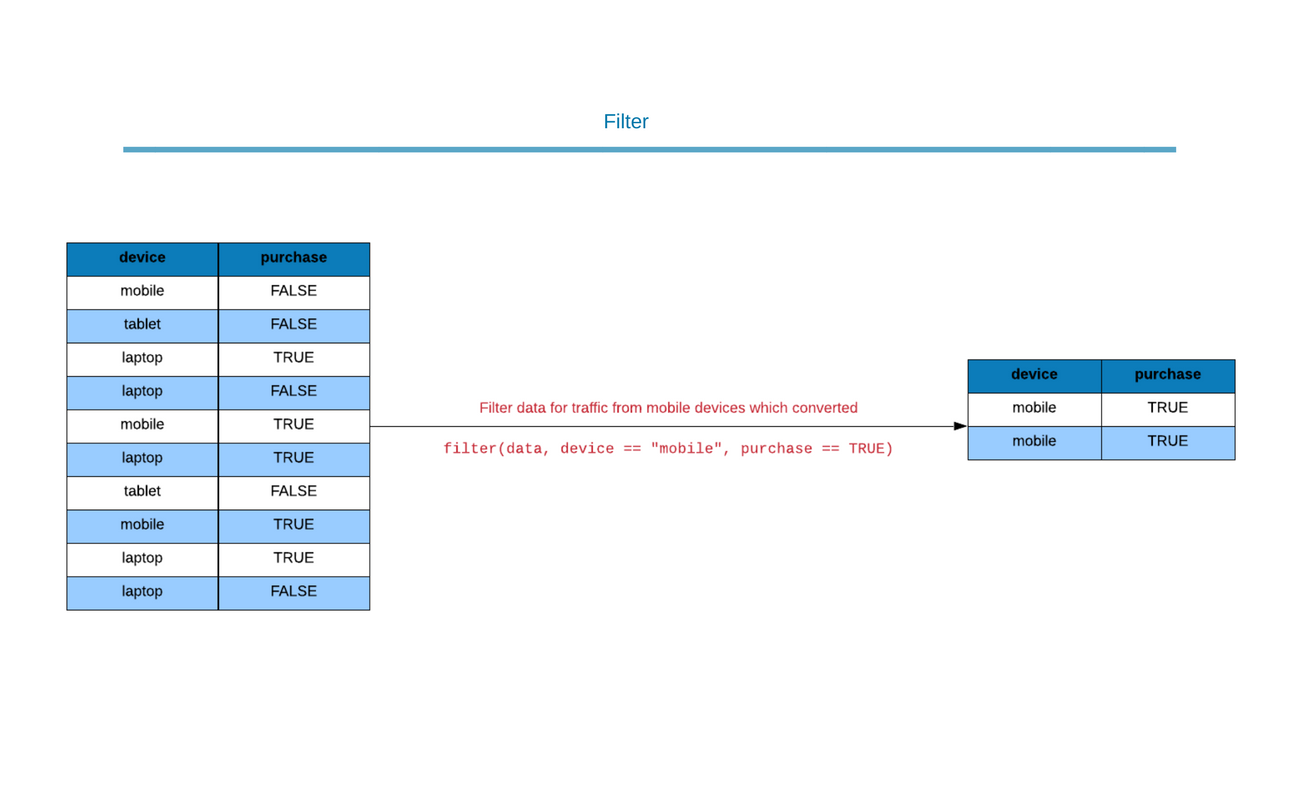 Filter
device purchase
mobile FALSE
tablet FALSE
laptop TRUE
laptop FALSE
mobile TRUE
laptop TRUE
tablet FALSE
mobile TRUE
laptop TRUE
laptop FALSE
Filter data for traffic from mobile devices which converted
filter(data, device == "mobile", purchase == TRUE)
device purchase
mobile TRUE
mobile TRUE